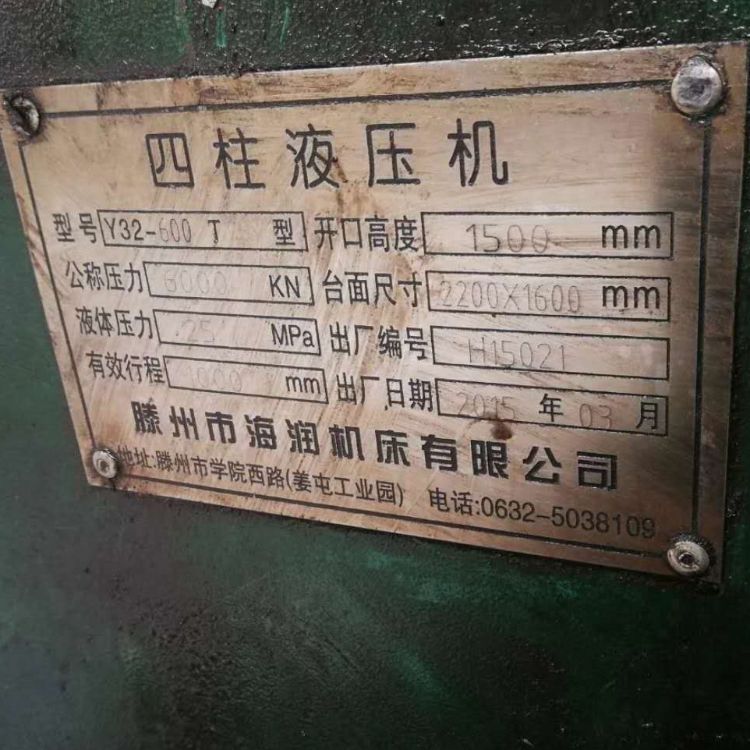 四柱液压机
型号 Y32-600 T 型 开口高度 1500 mm
公称压力 6000 KN 台面尺寸 2200X1600 mm
液体压力 25 MPa 出厂编号 H15021
有效行程 1000 mm 出厂日期 2015 年 03 月
滕州市海润机床有限公司
地址:滕州市学院西路(姜屯工业园) 电话:0632-5038109